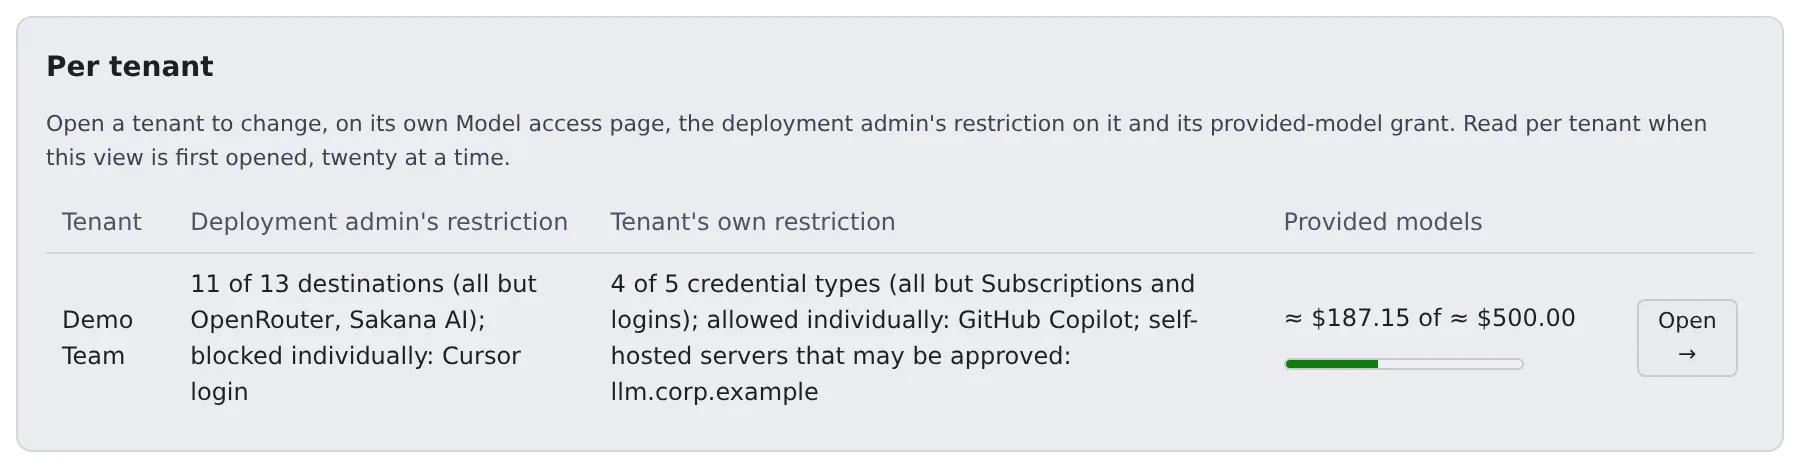 Per tenant
Open a tenant to change, on its own Model access page, the deployment admin's restriction on it and its provided-model grant. Read per tenant when
this view is first opened, twenty at a time.
Tenant Deployment admin's restriction Tenant's own restriction Provided models
Demo
Team
11 of 13 destinations (all but
OpenRouter, Sakana AI);
blocked individually: Cursor
login
4 of 5 credential types (all but Subscriptions and
logins); allowed individually: GitHub Copilot; self-
hosted servers that may be approved:
llm.corp.example
≈ $187.15 of ≈ $500.00
Open
→